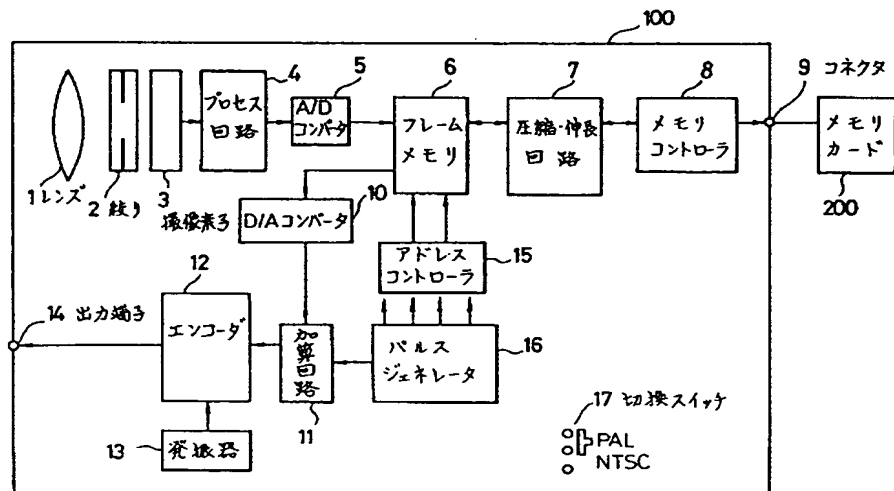 100
4
5
6
7
8
9 コネクタ
プロセス
回路
A/D
コンバータ
フレーム
メモリ
圧縮・伸長
回路
メモリ
コントローラ
メモリ
カード
200
1レンズ
2 絞り
3
撮像素子
10
D/Aコンバータ
アドレス
コントローラ
15
12
14 出力端子
エンコーダ
加算回路
パルス
ジェネレータ
16
11
13
発振器
17 切換スイッチ
PAL
NTSC